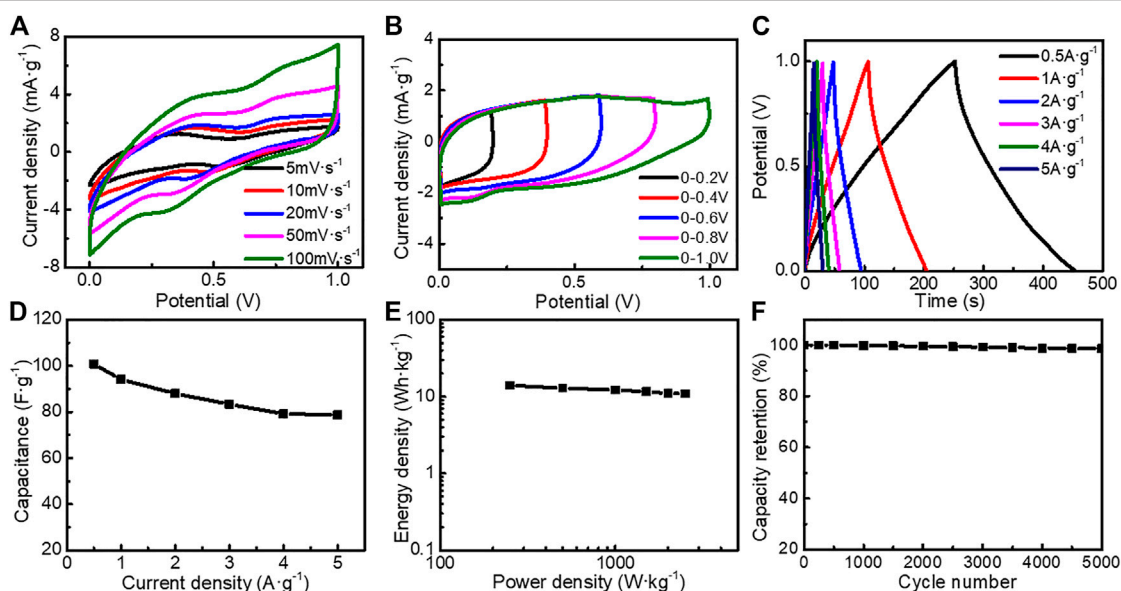 A
Current density (mA·g⁻¹)
8
4
0
-4
-8
0.0
0.5
1.0
Potential (V)
5mV·s⁻¹
10mV·s⁻¹
20mV·s⁻¹
50mV·s⁻¹
100mV·s⁻¹
B
Current density (mA·g⁻¹)
4
2
0
-2
-4
0.0
0.5
1.0
Potential (V)
0-0.2V
0-0.4V
0-0.6V
0-0.8V
0-1.0V
C
Potential (V)
1.0
0.5
0.0
0
100
200
300
400
500
Time (s)
0.5A·g⁻¹
1A·g⁻¹
2A·g⁻¹
3A·g⁻¹
4A·g⁻¹
5A·g⁻¹
D
Capacitance (F·g⁻¹)
120
100
80
60
40
20
1
2
3
4
5
Current density (A·g⁻¹)
E
Energy density (Wh·kg⁻¹)
100
10
1
0.1
100
1000
Power density (W·kg⁻¹)
F
Capacity retention (%)
100
80
60
40
20
0
1000
2000
3000
4000
5000
Cycle number